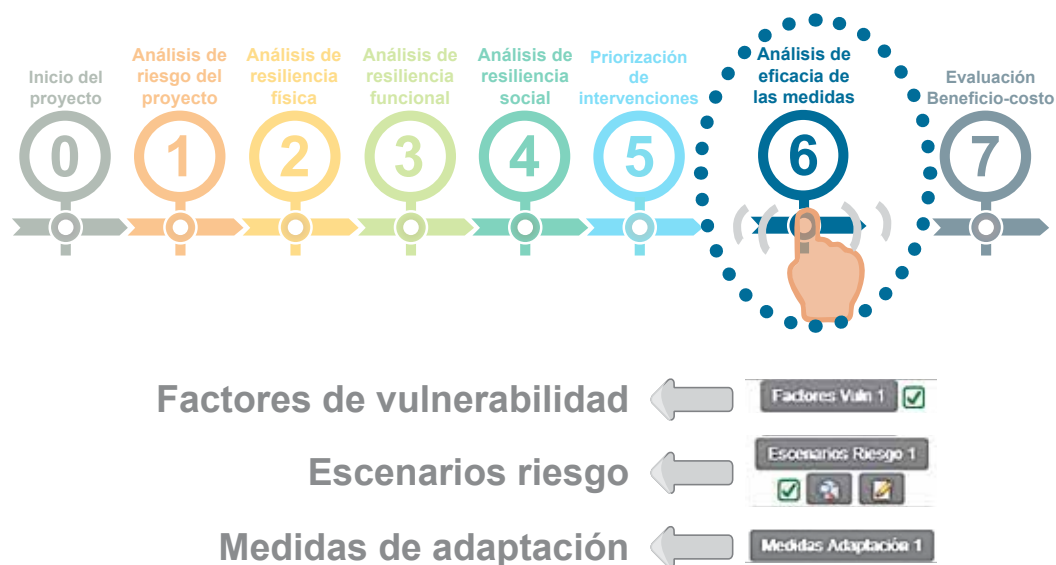 Inicio del
proyecto
Análisis de
riesgo del
proyecto
Análisis de
resiliencia
física
Análisis de
resiliencia
funcional
Análisis de
resiliencia
social
Priorización
de
intervenciones
Análisis de
eficacia de
las medidas
Evaluación
Beneficio-costo
0
1
2
3
4
5
6
7
Factores de vulnerabilidad
Factores Vuln 1
Escenarios riesgo
Escenarios Riesgo 1
Medidas de adaptación
Medidas Adaptación 1